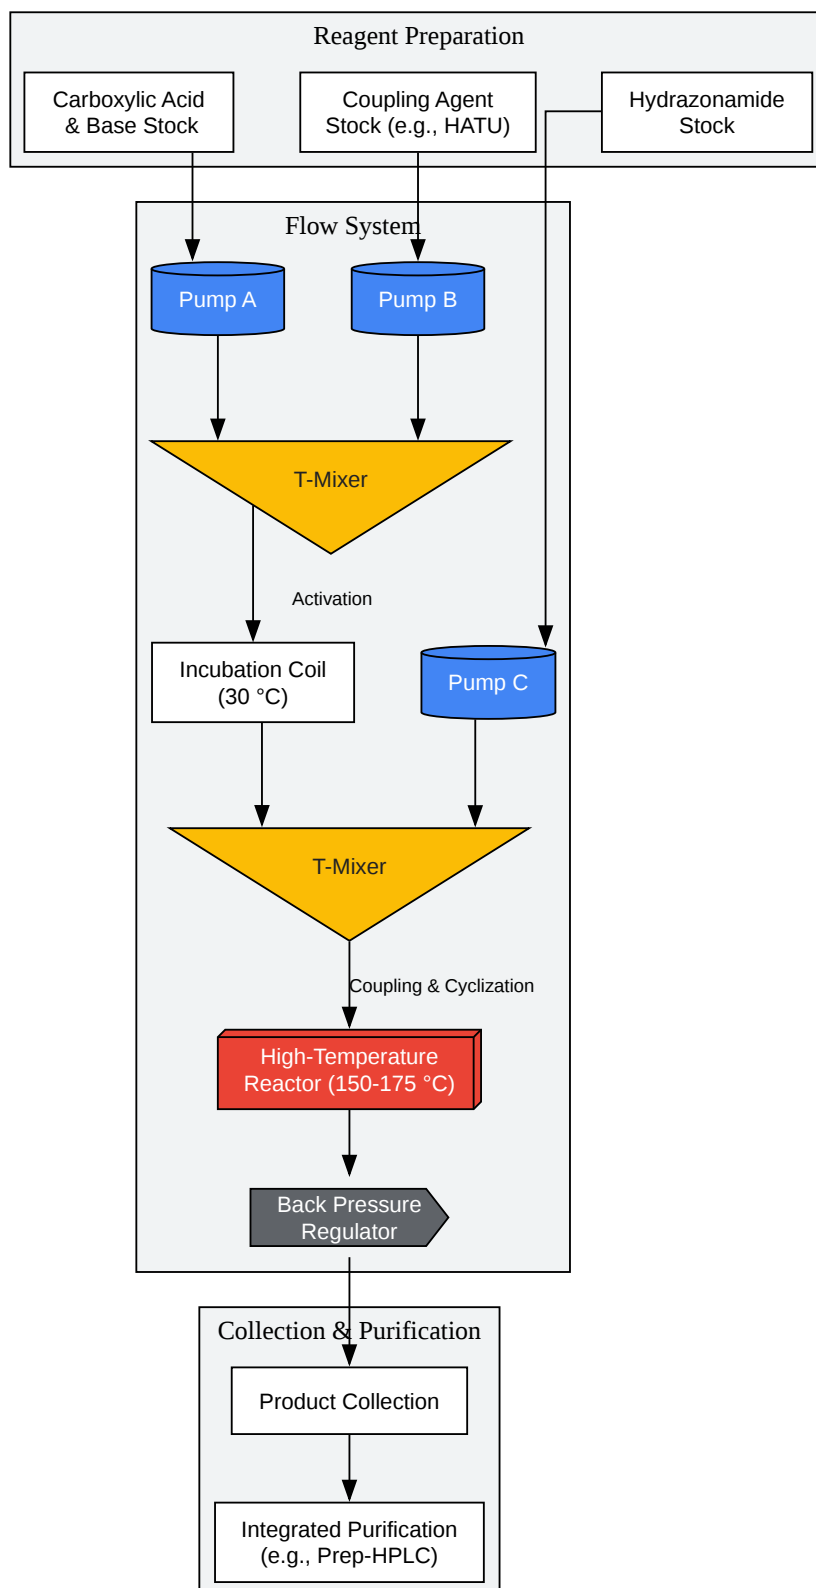 Reagent Preparation
Carboxylic Acid
& Base Stock
Coupling Agent
Stock (e.g., HATU)
Hydrazonamide
Stock
Flow System
Pump A
Pump B
T-Mixer
Activation
Incubation Coil
(30 °C)
Pump C
T-Mixer
Coupling & Cyclization
High-Temperature
Reactor (150-175 °C)
Back Pressure
Regulator
Collection & Purification
Product Collection
Integrated Purification
(e.g., Prep-HPLC)